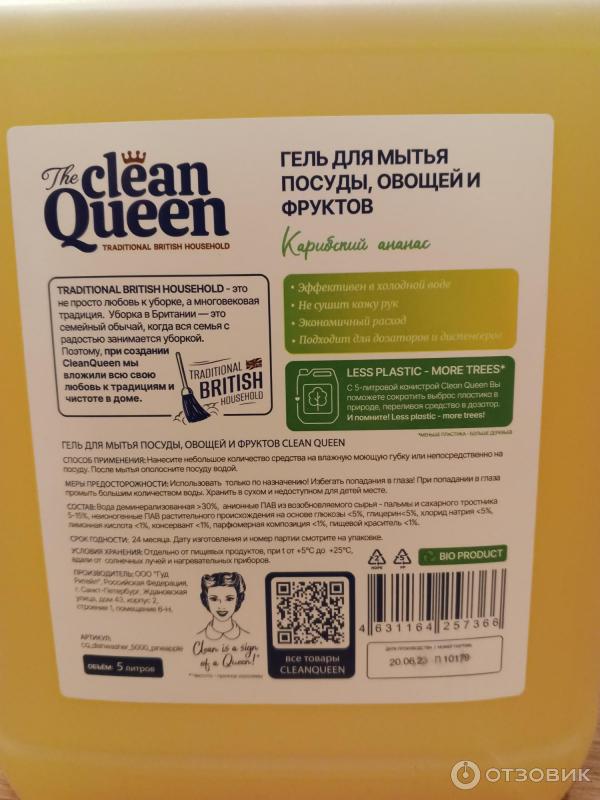 The
clean
Queen
TRADITIONAL BRITISH HOUSEHOLD
ГЕЛЬ ДЛЯ МЫТЬЯ
ПОСУДЫ, ОВОЩЕЙ И
ФРУКТОВ
Карибский ананас
TRADITIONAL BRITISH HOUSEHOLD - это
не просто любовь к уборке, а многовековая
традиция. Уборка в Британии — это
семейный обычай, когда вся семья с
радостью занимается уборкой.
Поэтому, при создании
CleanQueen мы
вложили всю свою
любовь к традициям и
чистоте в доме.
TRADITIONAL
BRITISH
HOUSEHOLD
• Эффективен в холодной воде
• Не сушит кожу рук
• Экономичный расход
• Подходит для дозаторов и диспенсеров
LESS PLASTIC - MORE TREES*
С 5-литровой канистрой Clean Queen Вы
поможете сократить выброс пластика в
природе, переливая средство в дозатор.
И помните! Less plastic - more trees!
*МЕНЬШЕ ПЛАСТИКА - БОЛЬШЕ ДЕРЕВЬЕВ
ГЕЛЬ ДЛЯ МЫТЬЯ ПОСУДЫ, ОВОЩЕЙ И ФРУКТОВ CLEAN QUEEN
СПОСОБ ПРИМЕНЕНИЯ: Нанесите небольшое количество средства на влажную моющую губку или непосредственно на
посуду. После мытья ополосните посуду водой.
МЕРЫ ПРЕДОСТОРОЖНОСТИ: Использовать только по назначению! Избегать попадания в глаза! При попадании в глаза
промыть большим количеством воды. Хранить в сухом и недоступном для детей месте.
СОСТАВ: Вода деминерализованная >30%, анионные ПАВ из возобновляемого сырья - пальмы и сахарного тростника
5-15%, неионогенные ПАВ растительного происхождения на основе глюкозы <5%, глицерин<5%, хлорид натрия <5%,
лимонная кислота <1%, консервант <1%, парфюмерная композиция <1%, пищевой краситель <1%.
СРОК ГОДНОСТИ: 24 месяца. Дату изготовления и номер партии смотрите на упаковке.
УСЛОВИЯ ХРАНЕНИЯ: Отдельно от пищевых продуктов, при t от +5°C до +25°C,
вдали от солнечных лучей и нагревательных приборов.
ПРОИЗВОДИТЕЛЬ: ООО "Гуд
Ритейл", Российская Федерация,
г. Санкт-Петербург, Ждановская
улица, дом 43, корпус 2,
строение 1, помещение 6-Н.
АРТИКУЛ:
CQ_dishwasher_5000_pineapple
ОБЪЁМ: 5 литров
Clean is a sign
of a Queen!*
все товары
CLEANQUEEN
HDPE
PP
BIO PRODUCT
4 631164 257366
ДАТА ПРОИЗВОДСТВА / НОМЕР ПАРТИИ:
20.06.23 П 10179
ОТЗОВИК